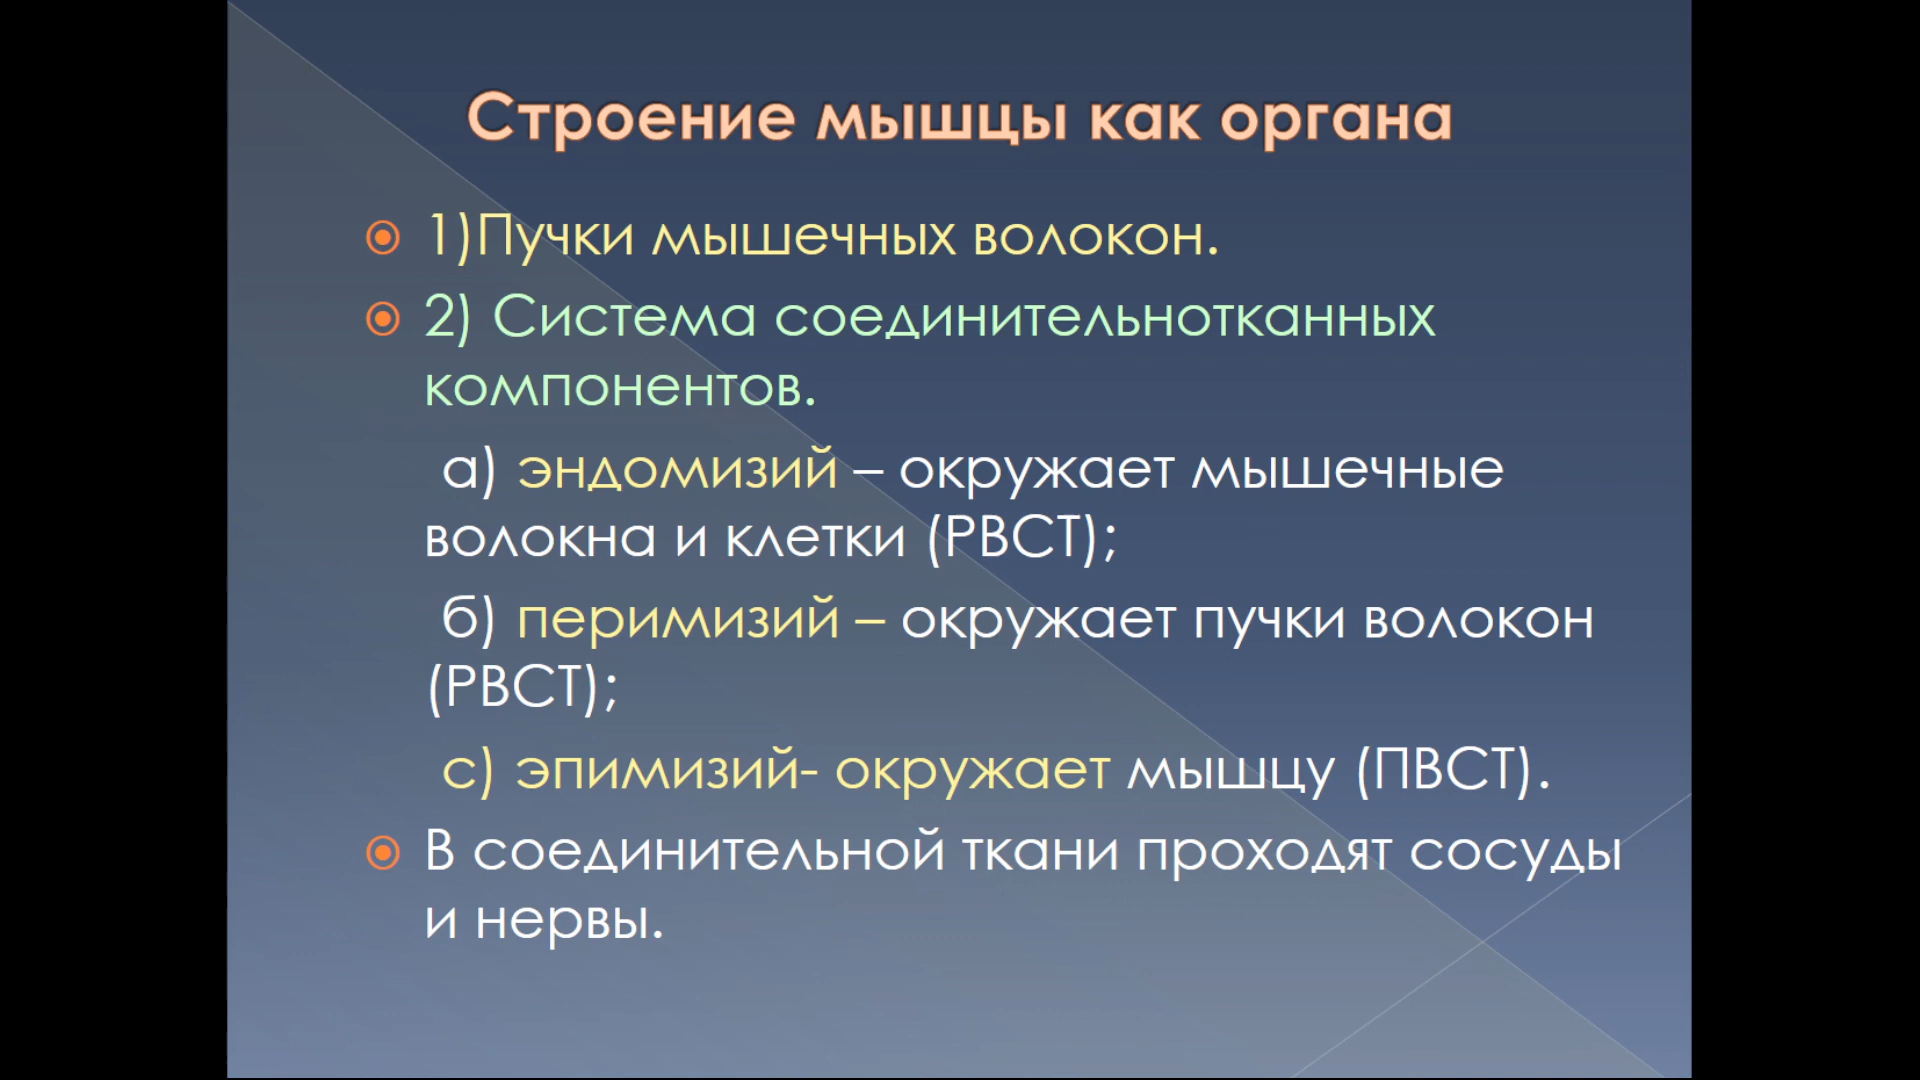 Строение мышцы как органа
1)Пучки мышечных волокон.
2) Система соединительнотканных
компонентов.
а) эндомизий – окружает мышечные
волокна и клетки (РВСТ);
б) перимизий – окружает пучки волокон
(РВСТ);
с) эпимизий- окружает мышцу (ПВСТ).
В соединительной ткани проходят сосуды
и нервы.